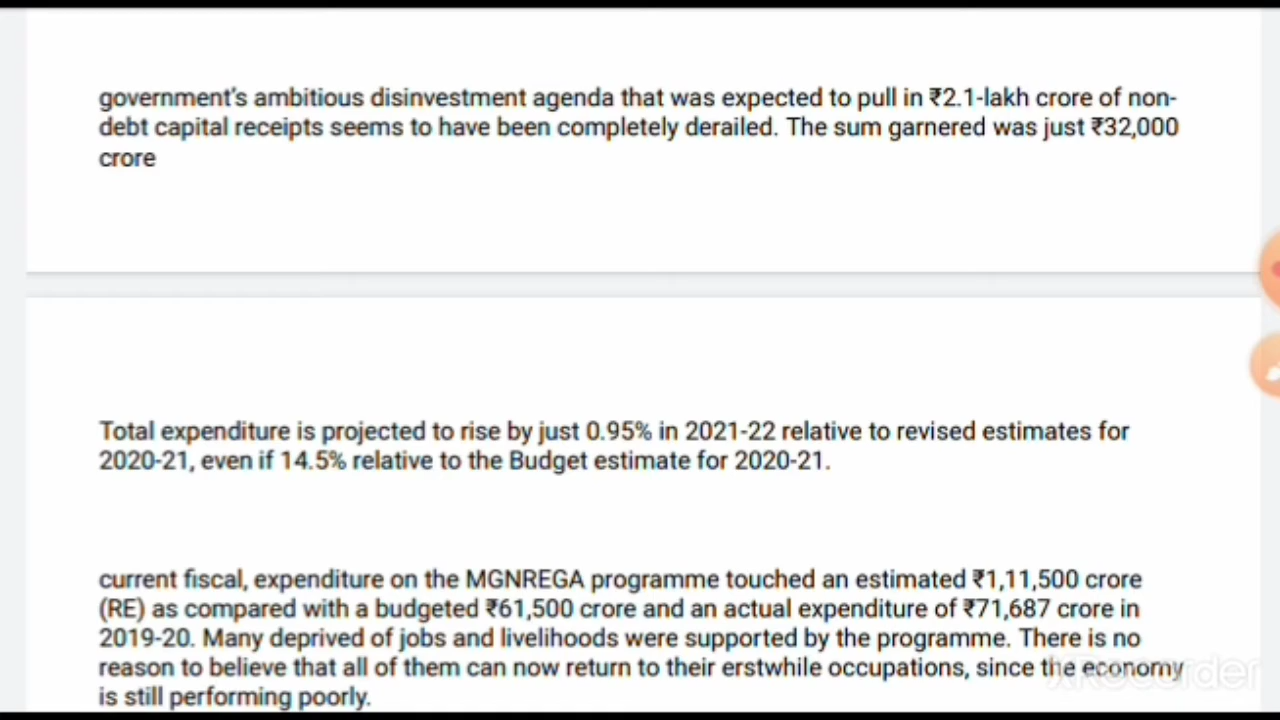 government's ambitious disinvestment agenda that was expected to pull in ₹2.1-lakh crore of non-
debt capital receipts seems to have been completely derailed. The sum garnered was just ₹32,000
crore
Total expenditure is projected to rise by just 0.95% in 2021-22 relative to revised estimates for
2020-21, even if 14.5% relative to the Budget estimate for 2020-21.
current fiscal, expenditure on the MGNREGA programme touched an estimated ₹1,11,500 crore
(RE) as compared with a budgeted ₹61,500 crore and an actual expenditure of ₹71,687 crore in
2019-20. Many deprived of jobs and livelihoods were supported by the programme. There is no
reason to believe that all of them can now return to their erstwhile occupations, since the economy
is still performing poorly.
XRecorder